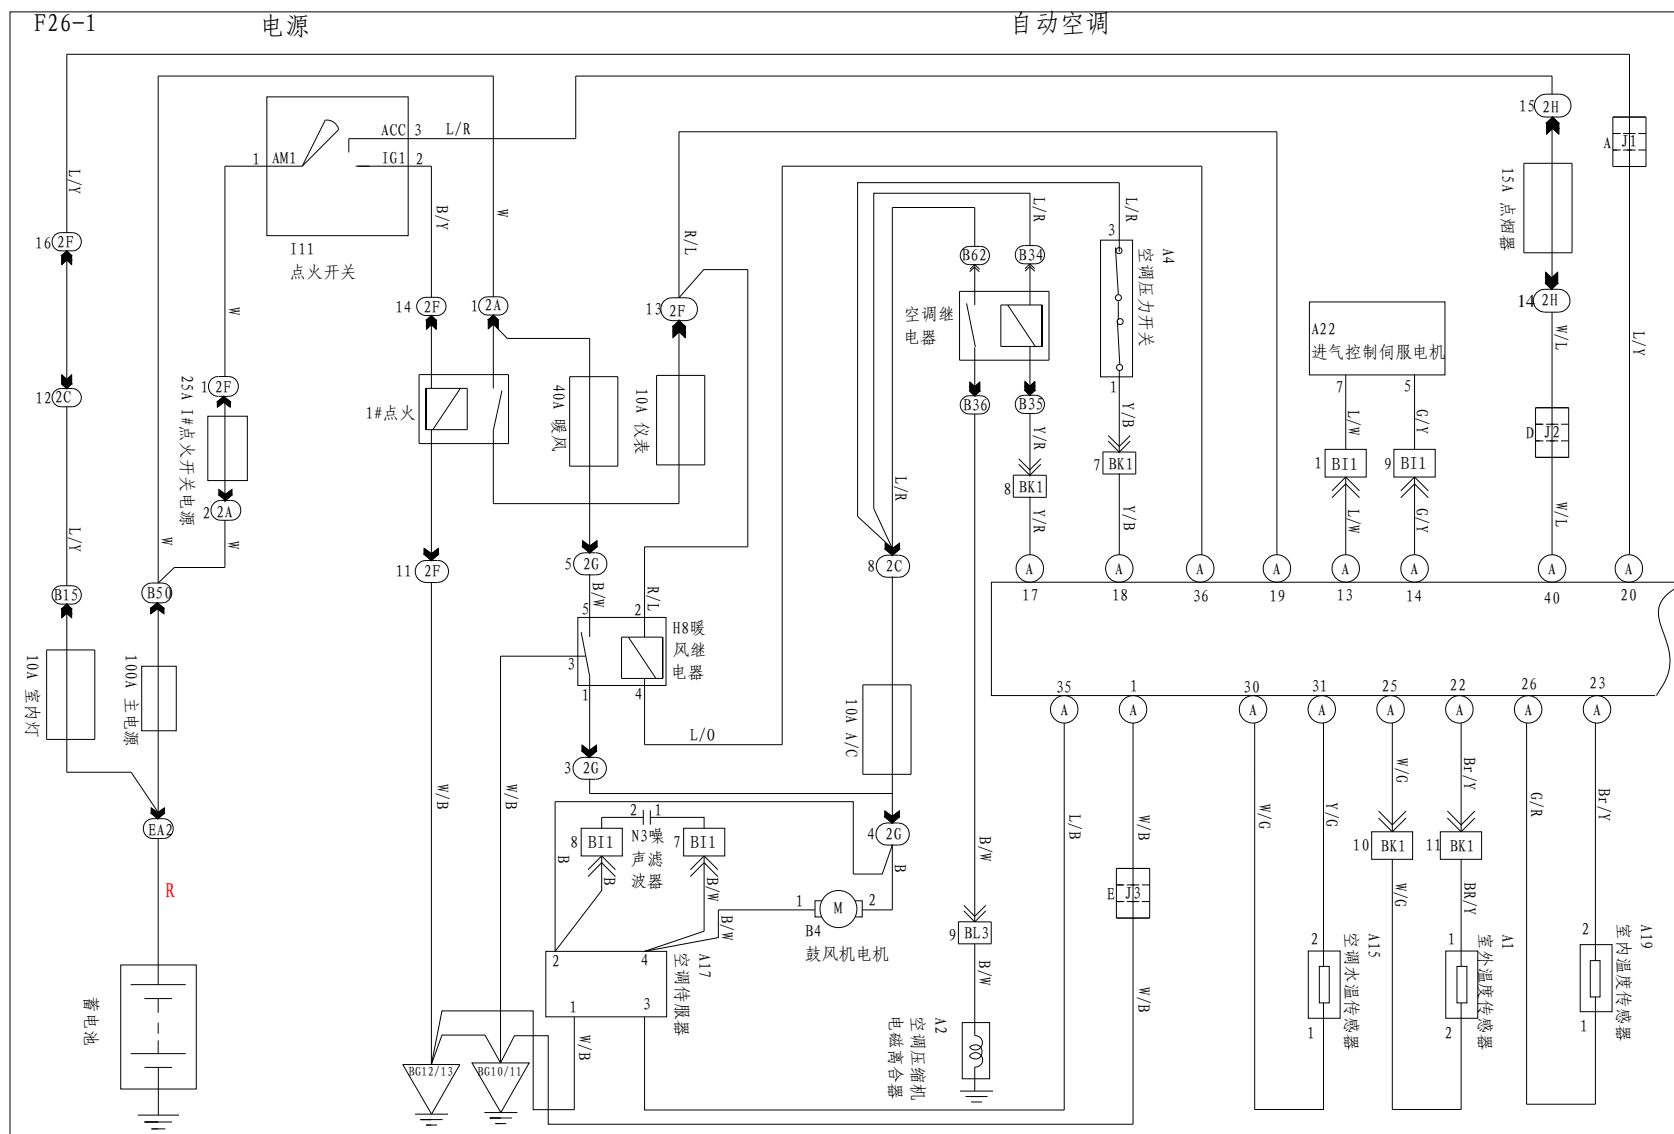 F26-1
电源
自动空调
ACC 3
L/R
1 AM1
IG1 2
I11
点火开关
L/Y
16 2F
W
B/Y
W
14 2F
1 2A
R/L
13 2F
L/R
L/R
B62
B34
3
A4
空调压力开关
空调继
电器
15 2H
15A 点烟器
14 2H
A J1
A22
进气控制伺服电机
7
5
W/L
L/Y
12 2C
1 2F
25A I#点火开关电源
2 2A
W
W
1#点火
40A 暖风
10A 仪表
B36
B35
1
Y/R
Y/B
8 BK1
7 BK1
L/W
G/Y
1 BI1
9 BI1
D J2
L/Y
L/R
Y/R
Y/B
L/W
G/Y
W/L
11 2F
5 2G
8 2C
A
A
A
A
A
A
A
A
17
18
36
19
13
14
40
20
B15
B50
B/W
R/L
5
2
H8暖
风继
电器
3
1
4
10A 室内灯
100A 主电源
L/O
10A A/C
35
1
30
31
25
22
26
23
A
A
A
A
A
A
A
A
3 2G
EA2
W/B
W/B
2
1
8 BI1
N3噪
声滤
波器
7 BI1
4 2G
B
B
B/W
B
B/W
B/W
L/B
W/B
W/G
Y/G
W/G
Br/Y
G/R
Br/Y
10 BK1
11 BK1
R
1
M
2
B4
鼓风机电机
9 BL3
E J3
W/G
BR/Y
蓄电池
2
4
1
3
A17
空调侍服器
W/B
B/W
W/B
A2
空调压缩机
电磁离合器
2
1
A15
空调水温传感器
1
2
A1
室外温度传感器
2
1
A19
室内温度传感器
BG12/13
BG10/11